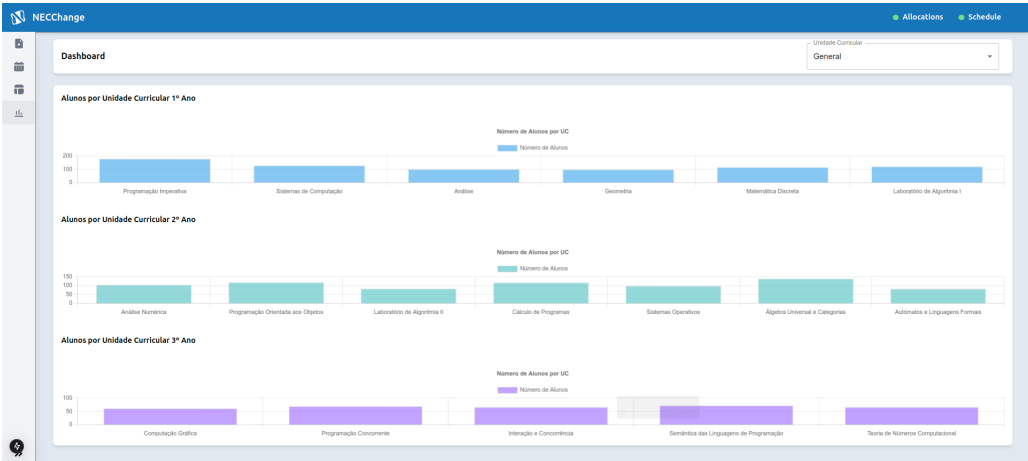 NECChange
Allocations
Schedule
Dashboard
Unidade Curricular
General
Alunos por Unidade Curricular 1º Ano
Número de Alunos por UC
Número de Alunos
200
100
0
Programação Imperativa
Sistemas de Computação
Análise
Geometria
Matemática Discreta
Laboratório de Algoritmia I
Alunos por Unidade Curricular 2º Ano
Número de Alunos por UC
Número de Alunos
150
100
50
0
Análise Numérica
Programação Orientada aos Objetos
Laboratório de Algoritmia II
Cálculo de Programas
Sistemas Operativos
Álgebra Universal e Categorias
Autómatos e Linguagens Formais
Alunos por Unidade Curricular 3º Ano
Número de Alunos por UC
Número de Alunos
100
50
0
Computação Gráfica
Programação Concorrente
Interação e Concorrência
Semântica das Linguagens de Programação
Teoria de Números Computacional